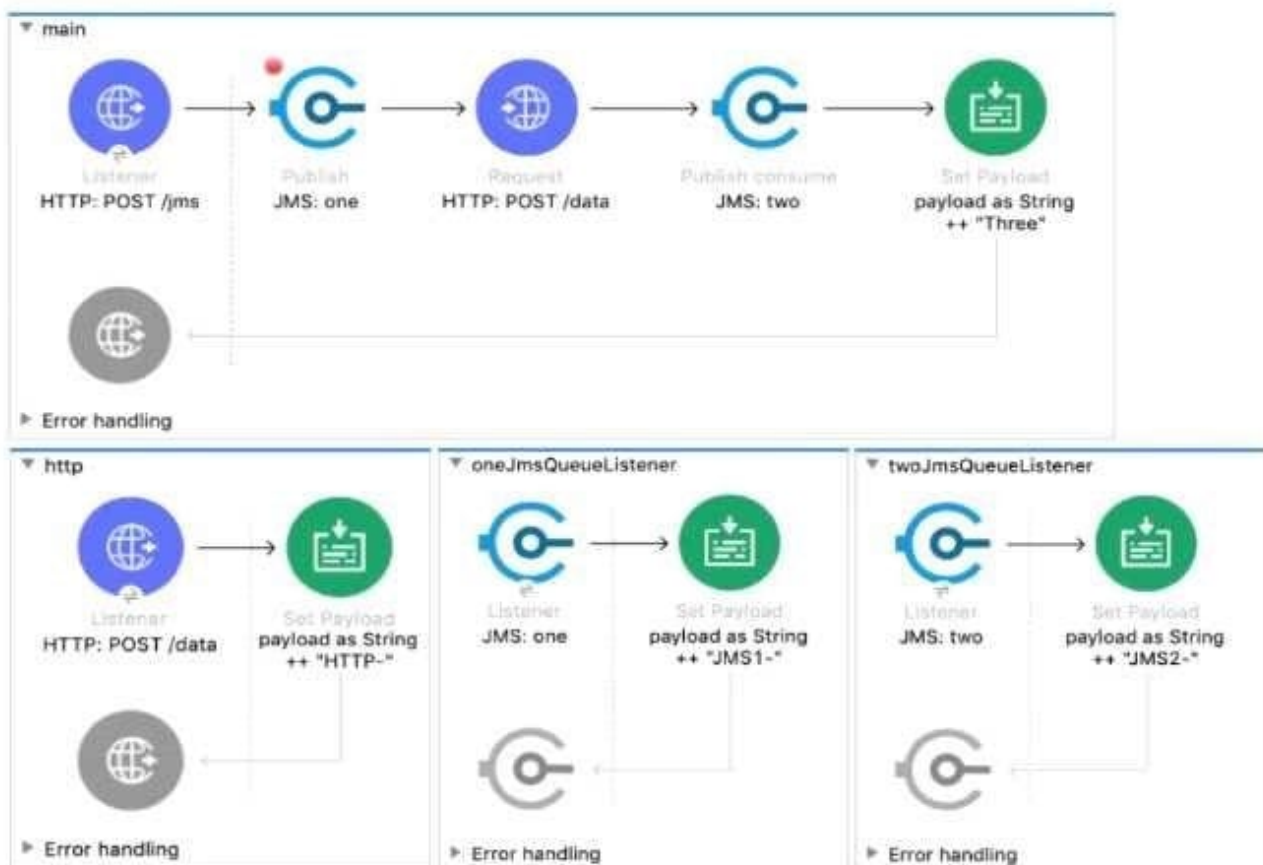 main
Listener
HTTP: POST /jms
Publish
JMS: one
Request
HTTP: POST /data
Publish consume
JMS: two
Set Payload
payload as String
++ "Three"
Error handling
http
Listener
HTTP: POST /data
Set Payload
payload as String
++ "HTTP-"
Error handling
oneJmsQueueListener
Listener
JMS: one
Set Payload
payload as String
++ "JMS1-"
Error handling
twoJmsQueueListener
Listener
JMS: two
Set Payload
payload as String
++ "JMS2-"
Error handling